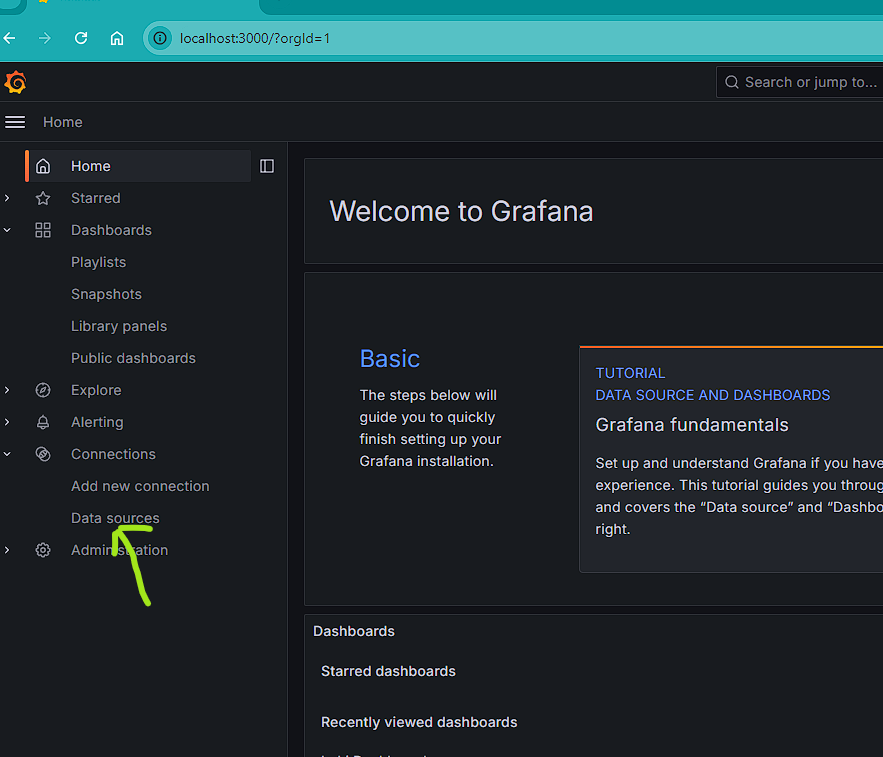 localhost:3000/?orgId=1
Search or jump to...
Home
Home
Starred
Dashboards
Playlists
Snapshots
Library panels
Public dashboards
Explore
Alerting
Connections
Add new connection
Data sources
Administration
Welcome to Grafana
Basic
The steps below will
guide you to quickly
finish setting up your
Grafana installation.
TUTORIAL
DATA SOURCE AND DASHBOARDS
Grafana fundamentals
Set up and understand Grafana if you have
experience. This tutorial guides you throug
and covers the “Data source” and “Dashbo
right.
Dashboards
Starred dashboards
Recently viewed dashboards